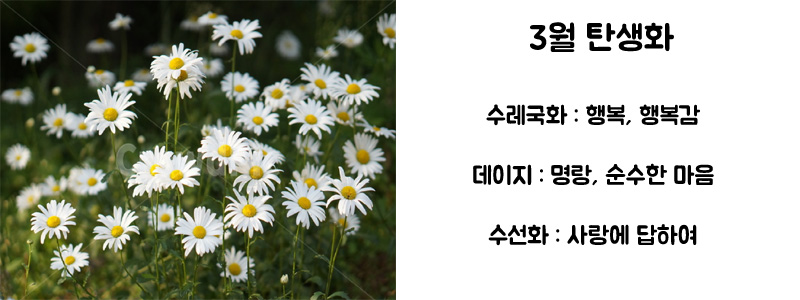 3월 탄생화
수레국화 : 행복, 행복감
데이지 : 명랑, 순수한 마음
수선화 : 사랑에 답하여